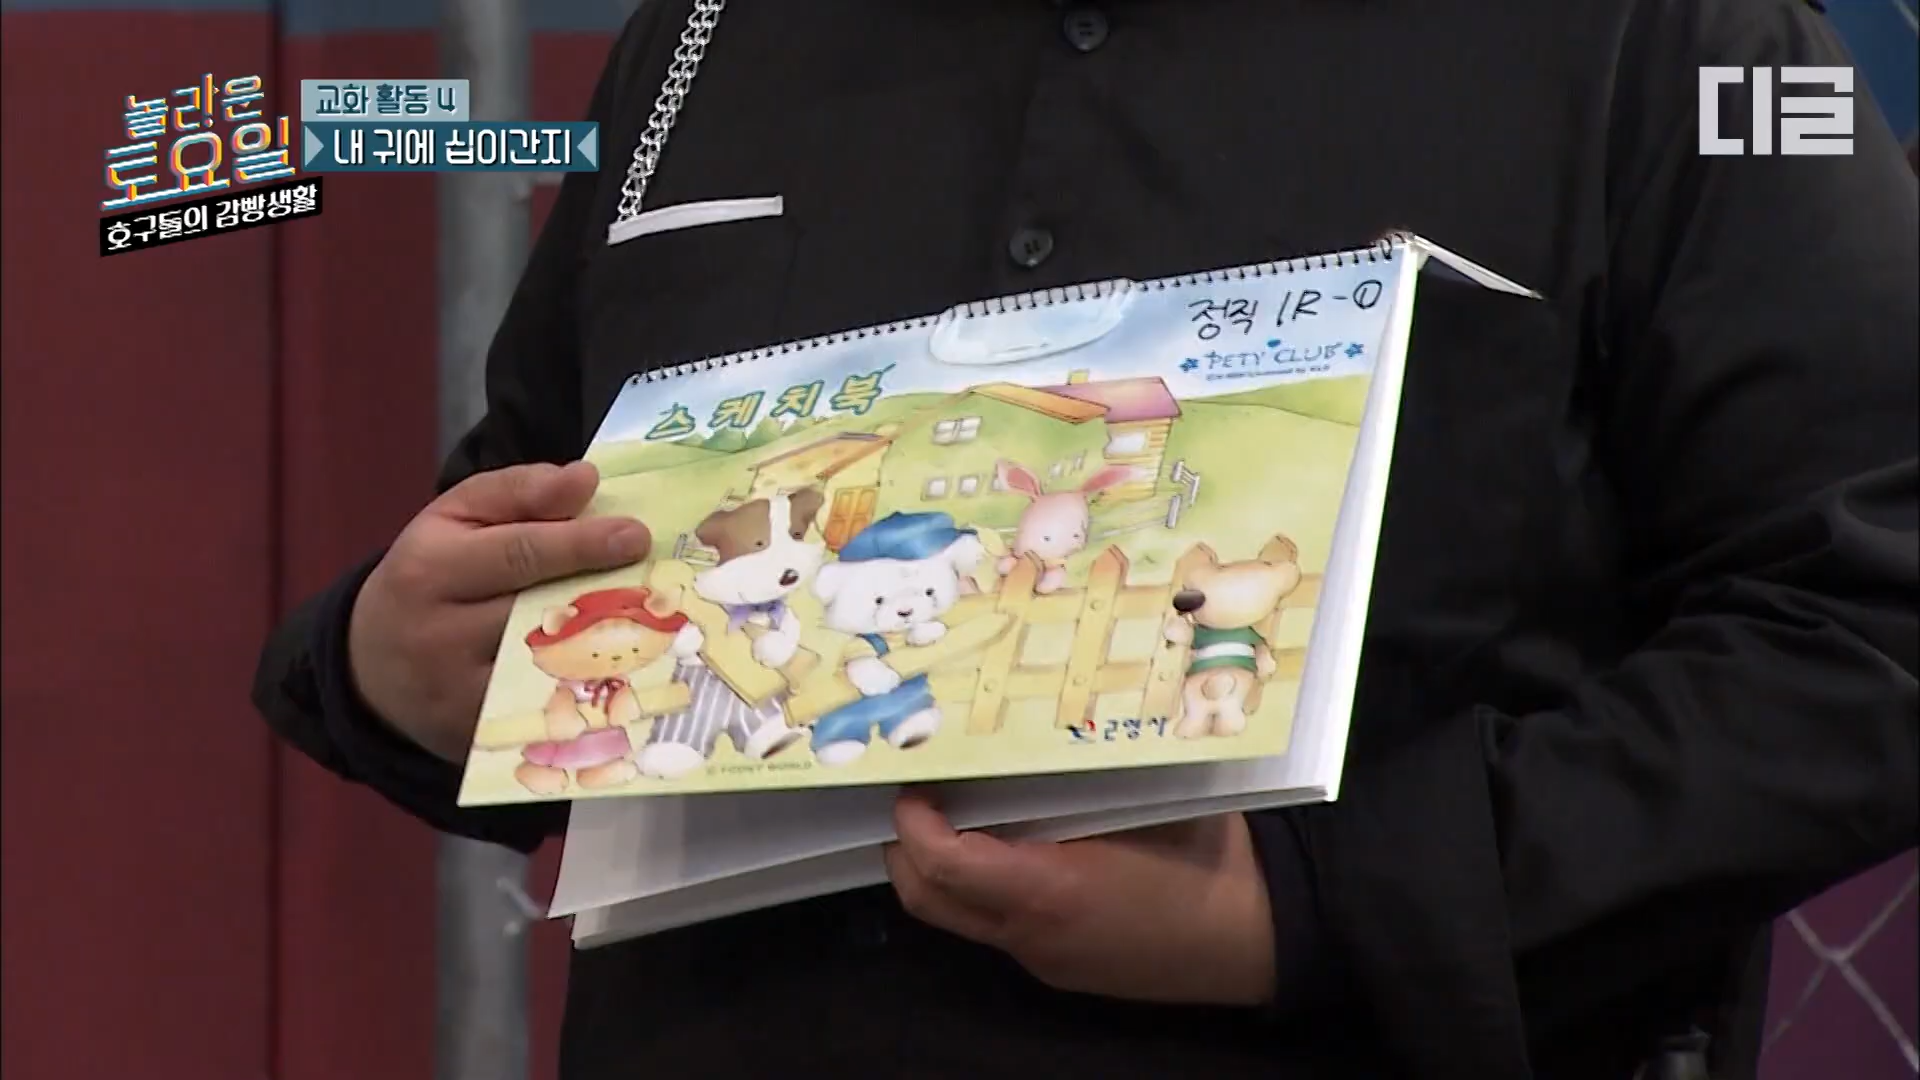 놀라운
토요일
호구들의 감빵생활
교화 활동 4
내 귀에 십이간지
디글
정직 1R-①
PETY CLUB
스케치북
근영사